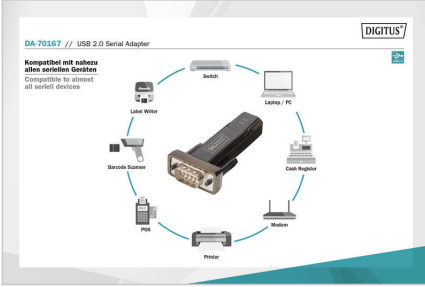 DIGITUS®
DA-70167 // USB 2.0 Serial Adapter
Kompatibel mit nahezu
allen seriellen Geräten
Compatible to almost
all seriell devices
Switch
Label Writer
Laptop / PC
DIGITUS
Barcode Scanner
Cash Register
POS
Modem
Printer